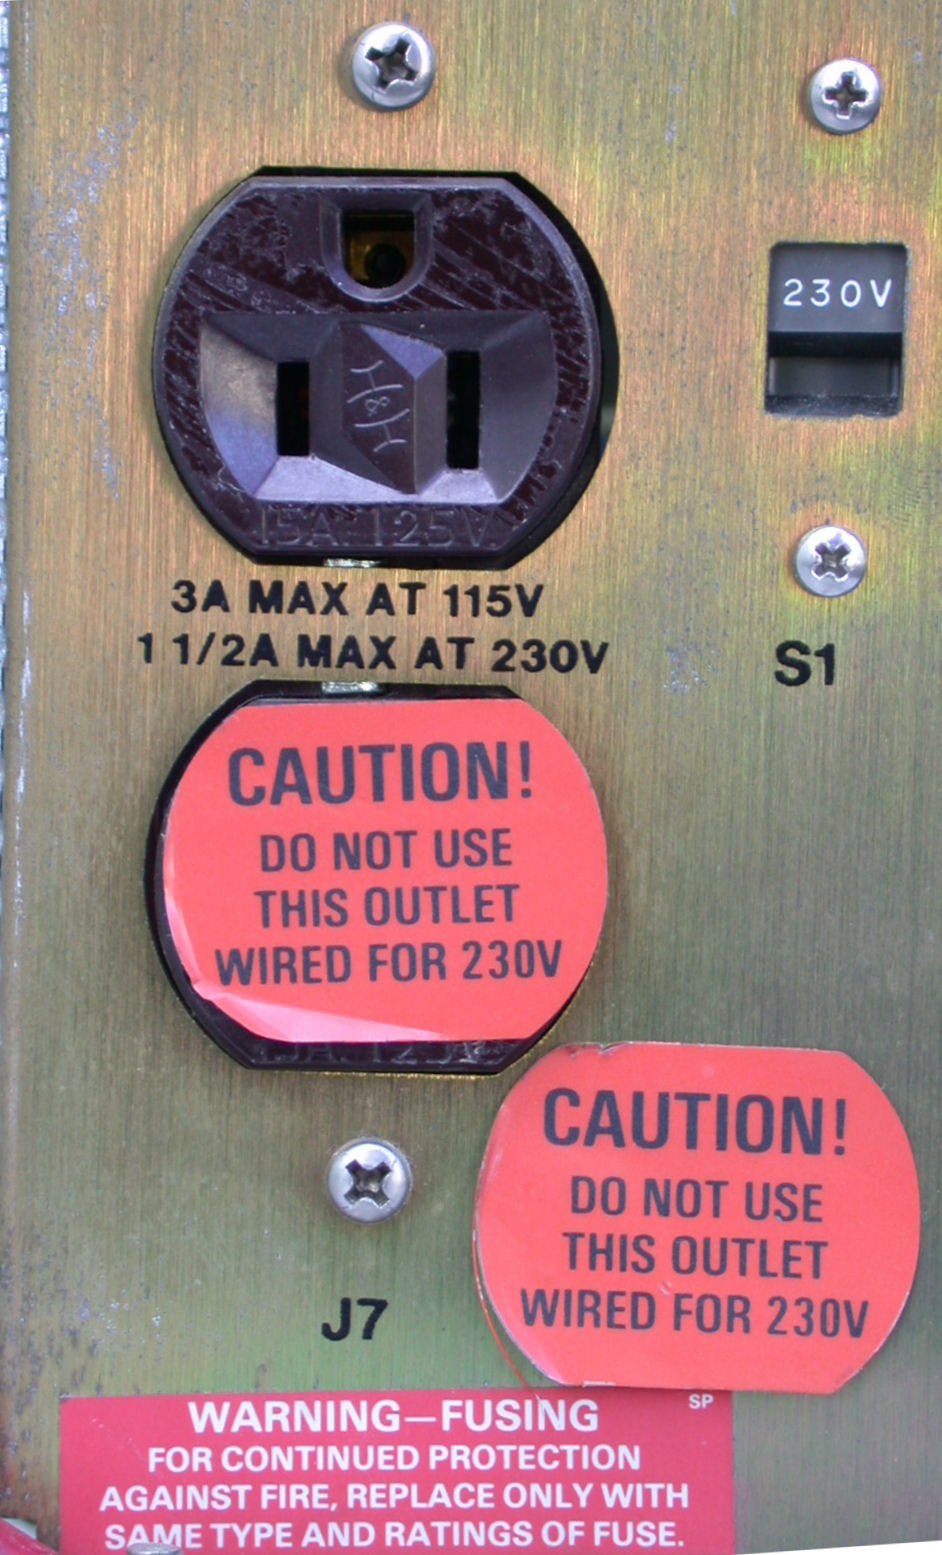 230V
H&H
15A. 125V
3A MAX AT 115V
1 1/2A MAX AT 230V
S1
CAUTION!
DO NOT USE
THIS OUTLET
WIRED FOR 230V
CAUTION!
DO NOT USE
THIS OUTLET
WIRED FOR 230V
J7
SP
WARNING—FUSING
FOR CONTINUED PROTECTION
AGAINST FIRE, REPLACE ONLY WITH
SAME TYPE AND RATINGS OF FUSE.